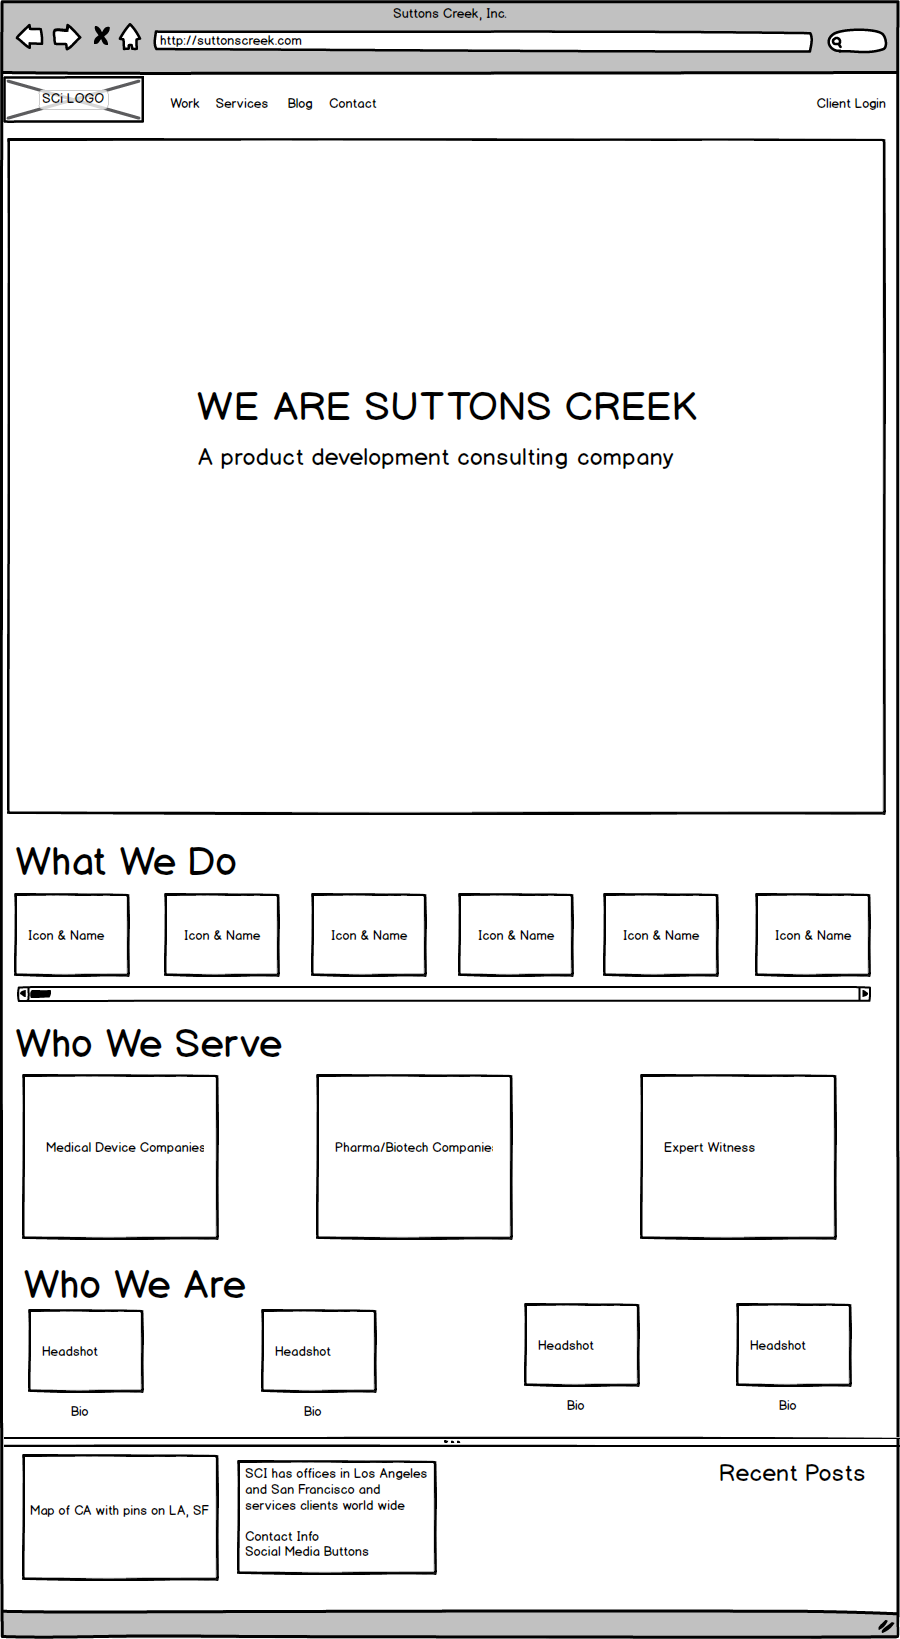 Suttons Creek, Inc.
http://suttonscreek.com
SCi LOGO
Work Services Blog Contact Client Login
WE ARE SUTTONS CREEK
A product development consulting company
What We Do
Icon & Name Icon & Name Icon & Name Icon & Name Icon & Name Icon & Name
Who We Serve
Medical Device Companies Pharma/Biotech Companie Expert Witness
Who We Are
Headshot Headshot Headshot Headshot
Bio Bio Bio Bio
Map of CA with pins on LA, SF
SCI has offices in Los Angeles
and San Francisco and
services clients world wide
Contact Info
Social Media Buttons
Recent Posts